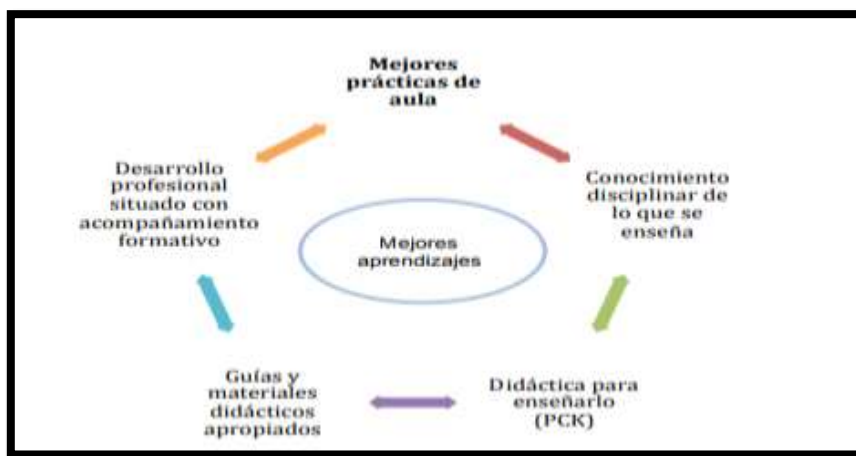 Mejores
prácticas de
aula
Conocimiento
disciplinar de
lo que se
enseña
Didáctica para
enseñarlo
(PCK)
Guías y
materiales
didácticos
apropiados
Desarrollo
profesional
situado con
acompañamiento
formativo
Mejores
aprendizajes